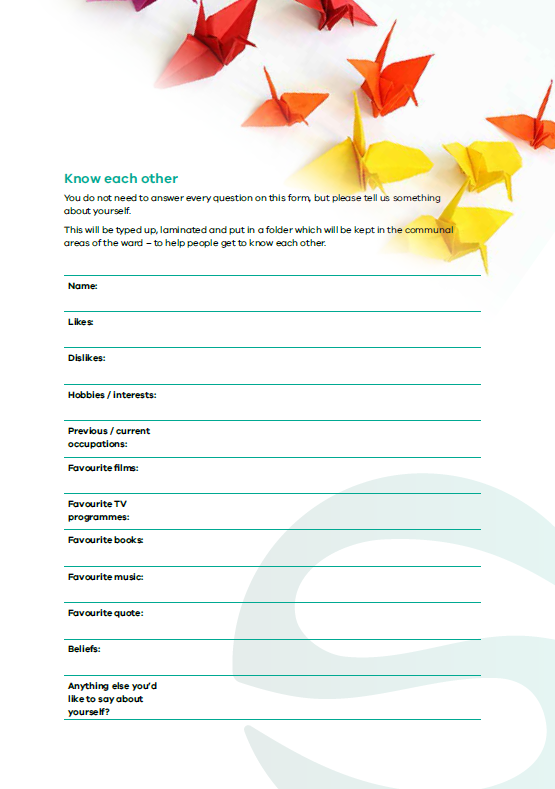 Know each other
You do not need to answer every question on this form, but please tell us something
about yourself.
This will be typed up, laminated and put in a folder which will be kept in the communal
areas of the ward – to help people get to know each other.
Name:
Likes:
Dislikes:
Hobbies / interests:
Previous / current
occupations:
Favourite films:
Favourite TV
programmes:
Favourite books:
Favourite music:
Favourite quote:
Beliefs:
Anything else you'd
like to say about
yourself?